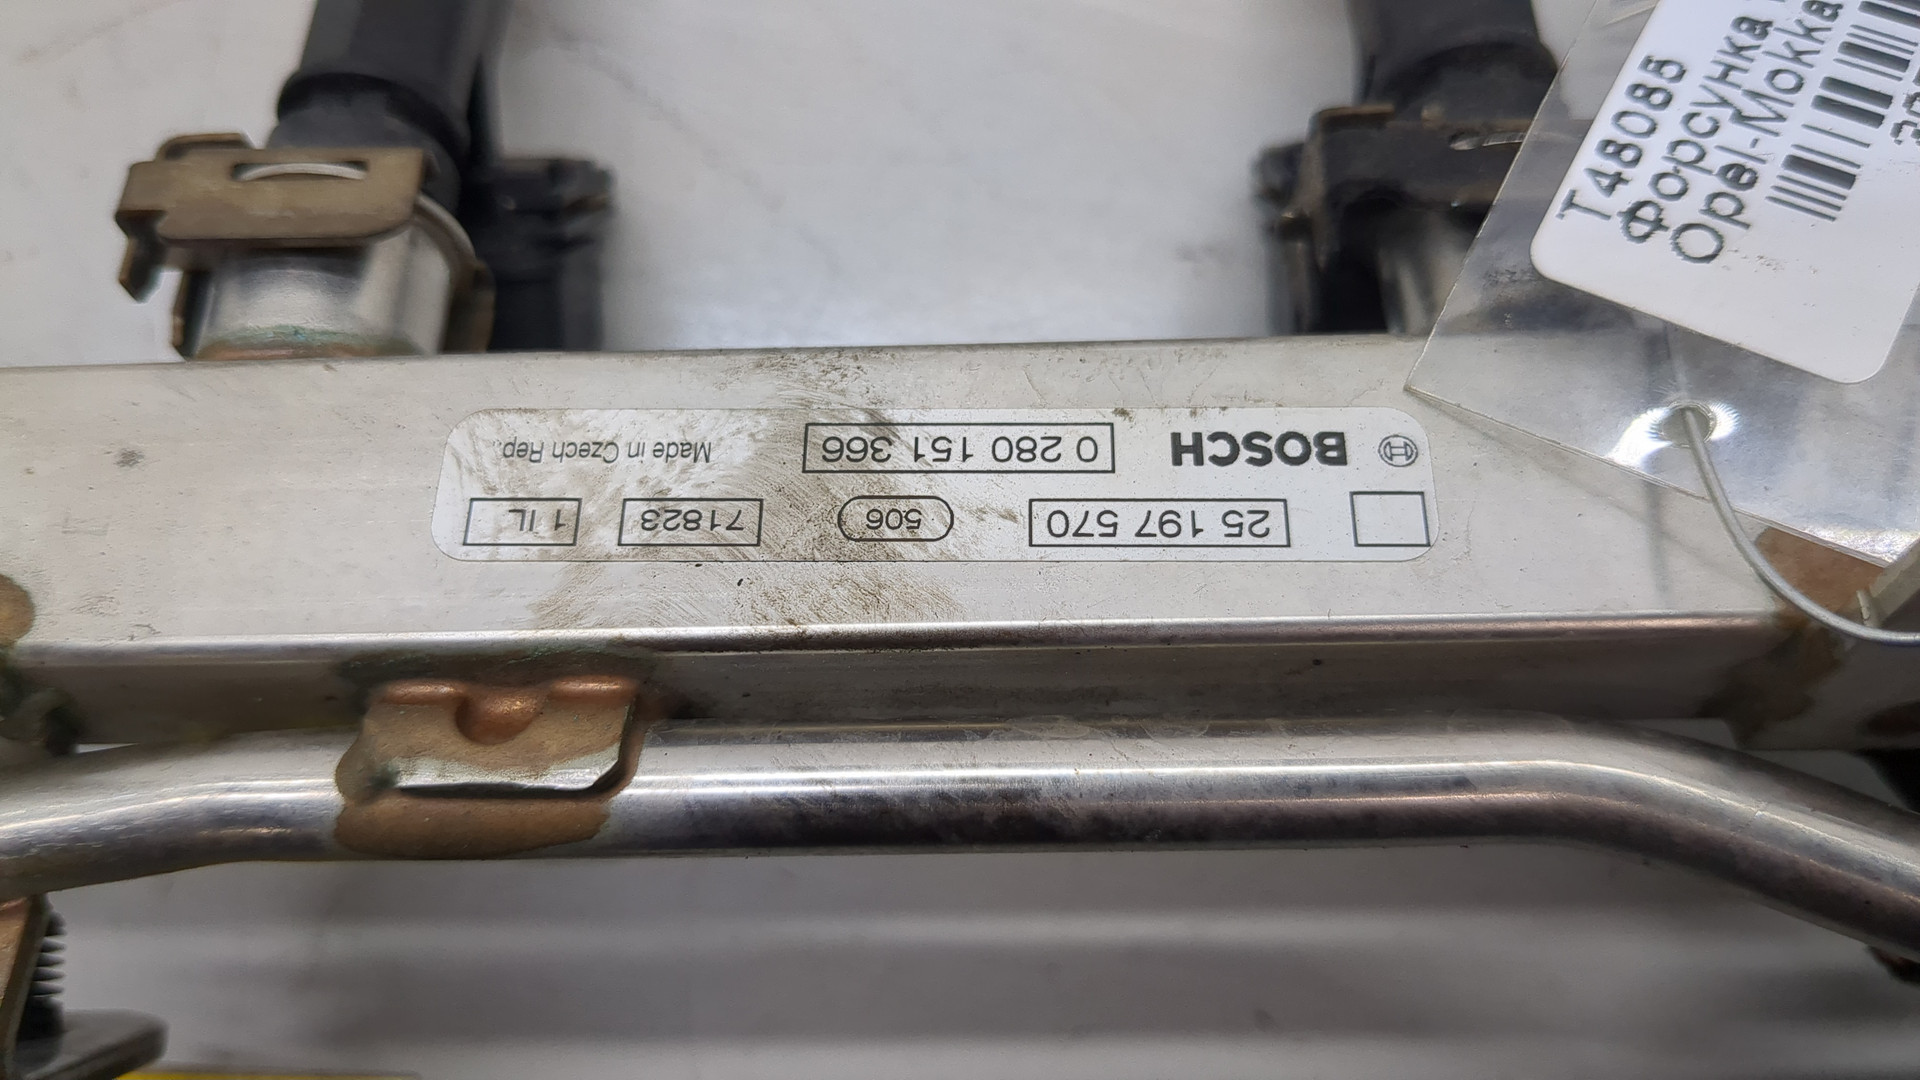 1 IL 71823 506 25 197 570
BOSCH 0 280 151 366 Made in Czech Rep.
T48085
Форсунка
Opel-Mokka